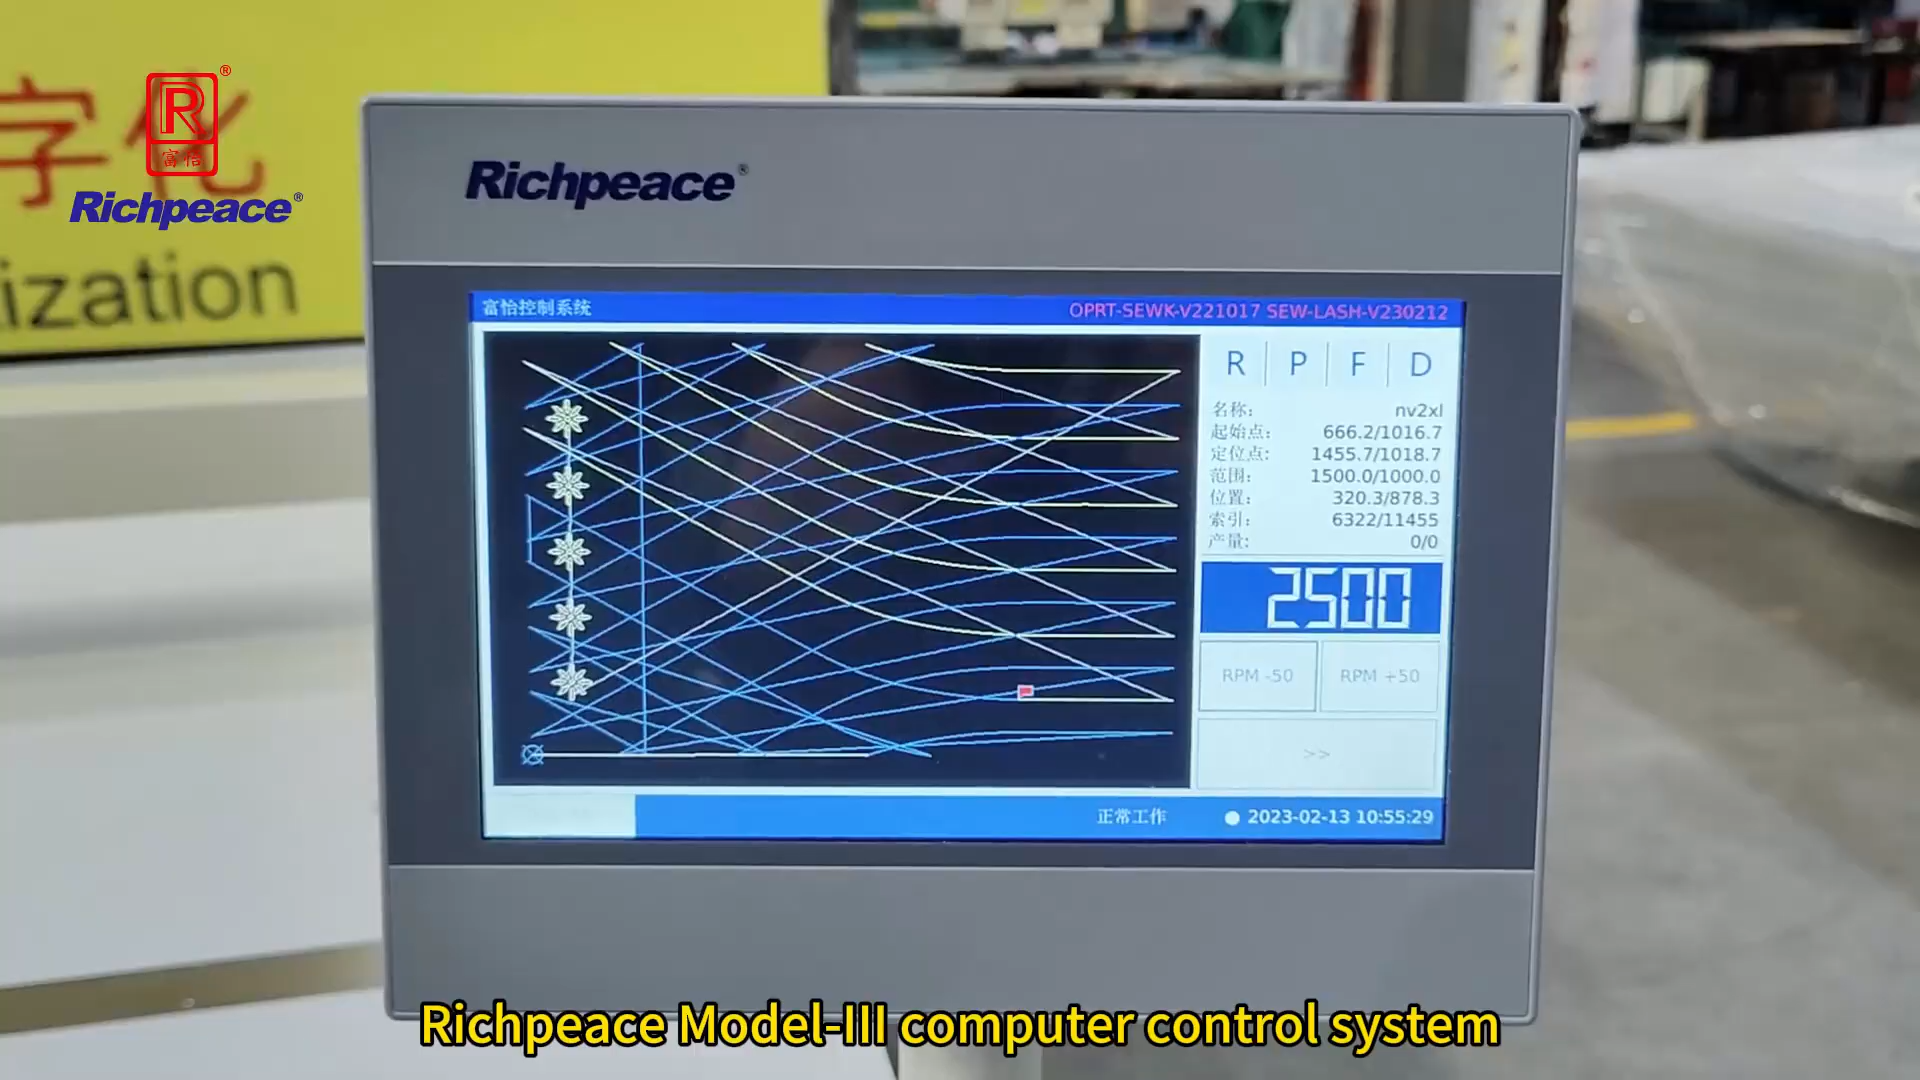 字化
R®
富怡
Richpeace®
ization
Richpeace®
富怡控制系统
OPRT-SEWK-V221017 SEW-LASH-V230212
R P F D
名称: nv2xl
起始点: 666.2/1016.7
定位点: 1455.7/1018.7
范围: 1500.0/1000.0
位置: 320.3/878.3
索引: 6322/11455
产量: 0/0
2500
RPM -50 RPM +50
>>
正常工作
2023-02-13 10:55:29
Richpeace Model-III computer control system